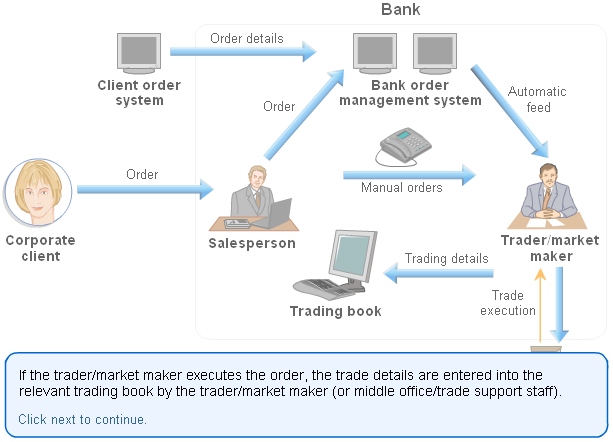 Bank
Order details
Client order
system
Bank order
management system
Order
Automatic
feed
Order
Manual orders
Corporate
client
Salesperson
Trader/market
maker
Trading details
Trading book
Trade
execution
If the trader/market maker executes the order, the trade details are entered into the
relevant trading book by the trader/market maker (or middle office/trade support staff).
Click next to continue.